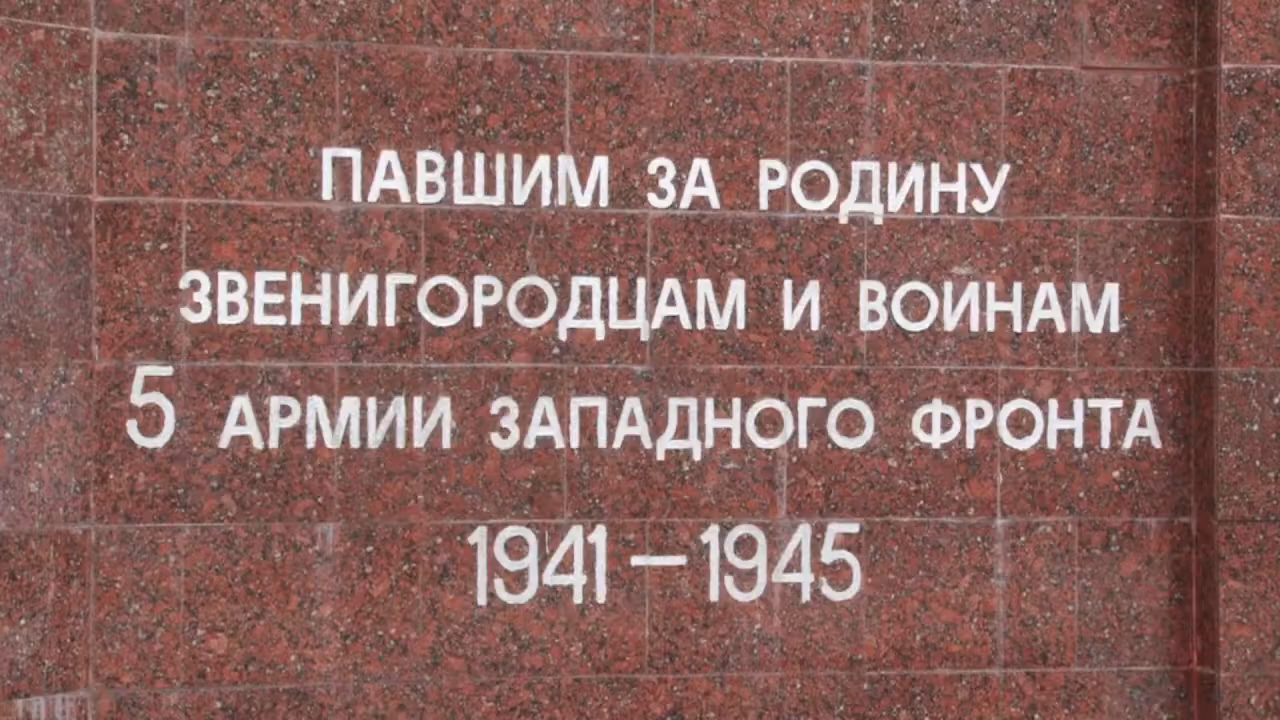 ПАВШИМ ЗА РОДИНУ
ЗВЕНИГОРОДЦАМ И ВОИНАМ
5 АРМИИ ЗАПАДНОГО ФРОНТА
1941 – 1945